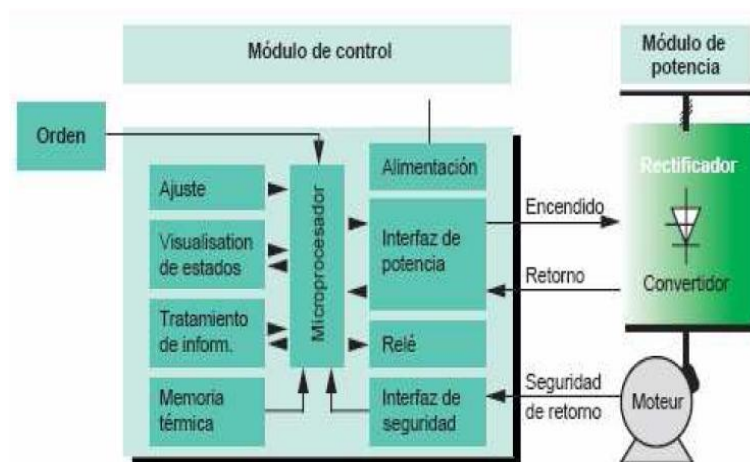 Módulo de control
Módulo de
potencia
Orden
Ajuste
Visualisation
de estados
Tratamiento
de inform.
Memoria
térmica
Microprocesador
Alimentación
Interfaz de
potencia
Relé
Interfaz de
seguridad
Encendido
Retorno
Seguridad
de retorno
Rectificador
Convertidor
Moteur